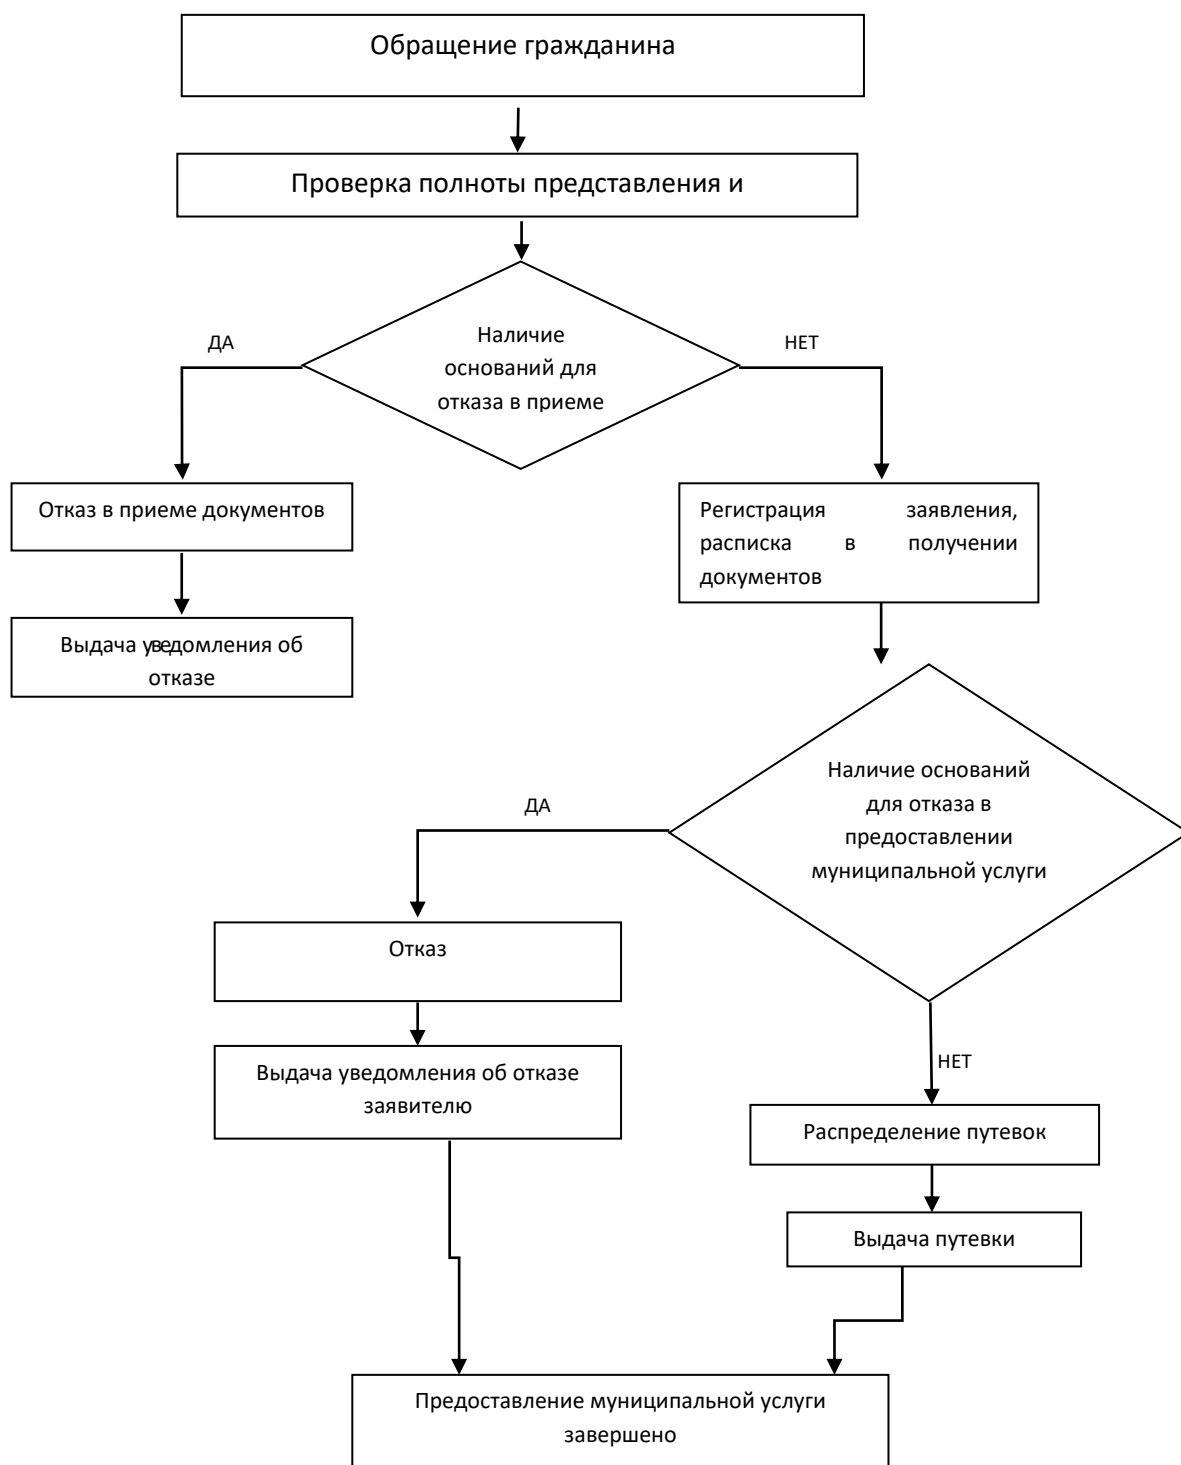 Обращение гражданина
Проверка полноты представления и
ДА
Наличие
оснований для
отказа в приеме
НЕТ
Отказ в приеме документов
Выдача уведомления об
отказе
Регистрация заявления,
расписка в получении
документов
Наличие оснований
для отказа в
предоставлении
муниципальной услуги
ДА
Отказ
Выдача уведомления об отказе
заявителю
НЕТ
Распределение путевок
Выдача путевки
Предоставление муниципальной услуги
завершено